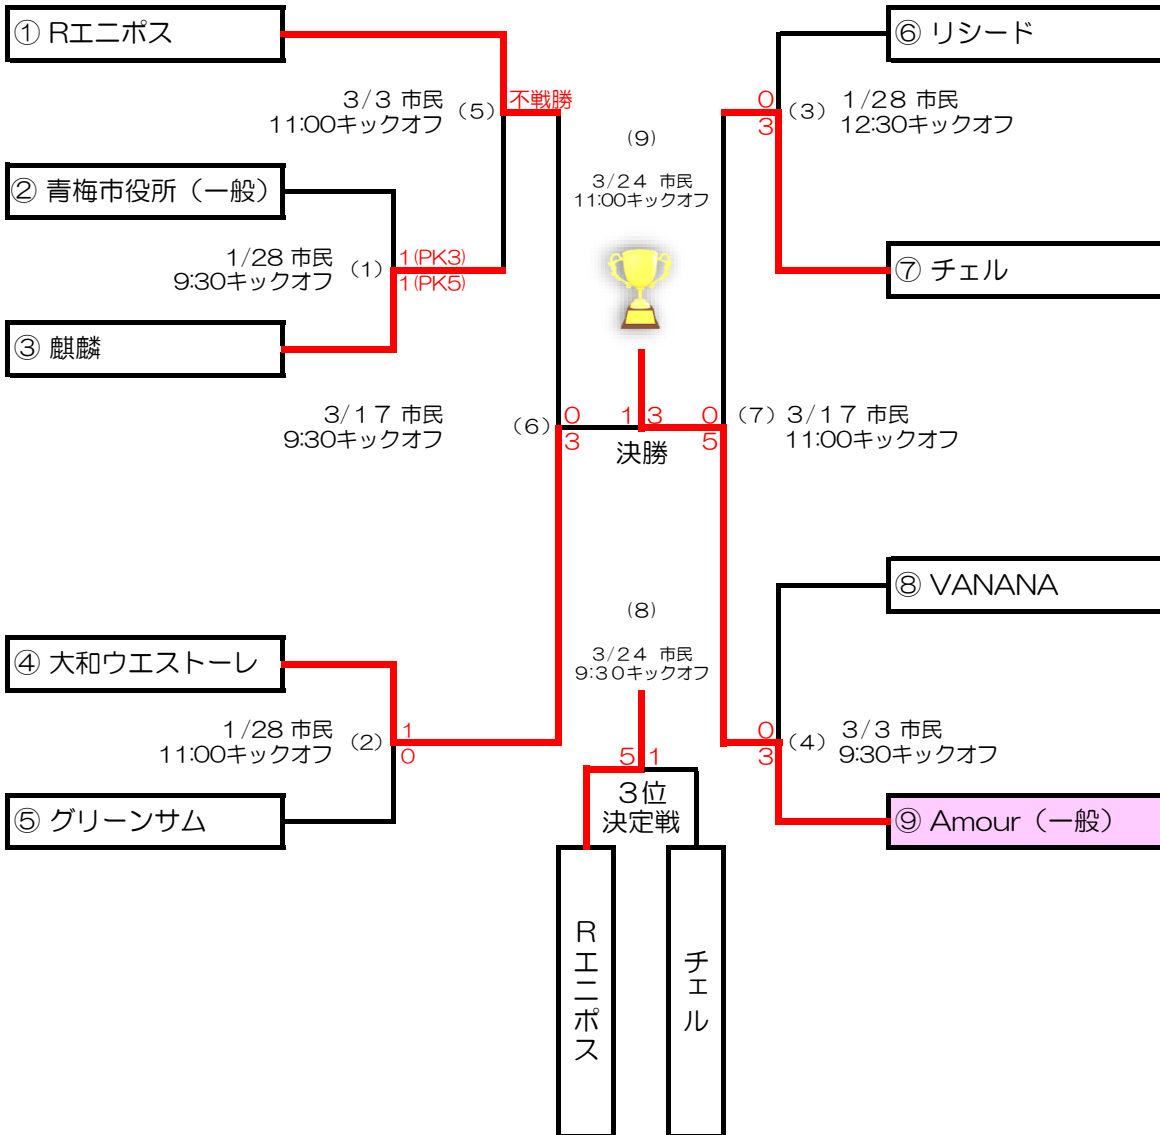 ① Rエニポス
3/3 市民
11:00キックオフ
(5)
不戦勝
② 青梅市役所（一般）
1/28 市民
9:30キックオフ
(1)
1(PK3)
1(PK5)
③ 麒麟
3/17 市民
9:30キックオフ
(6)
0
3
④ 大和ウエストーレ
1/28 市民
11:00キックオフ
(2)
1
0
⑤ グリーンサム
(9)
3/24 市民
11:00キックオフ
1 3
決勝
(8)
3/24 市民
9:30キックオフ
5 1
3位
決定戦
Rエニポス
チェル
⑥ リシード
0
3
(3)
1/28 市民
12:30キックオフ
⑦ チェル
0
5
(7)
3/17 市民
11:00キックオフ
⑧ VANANA
0
3
(4)
3/3 市民
9:30キックオフ
⑨ Amour（一般）